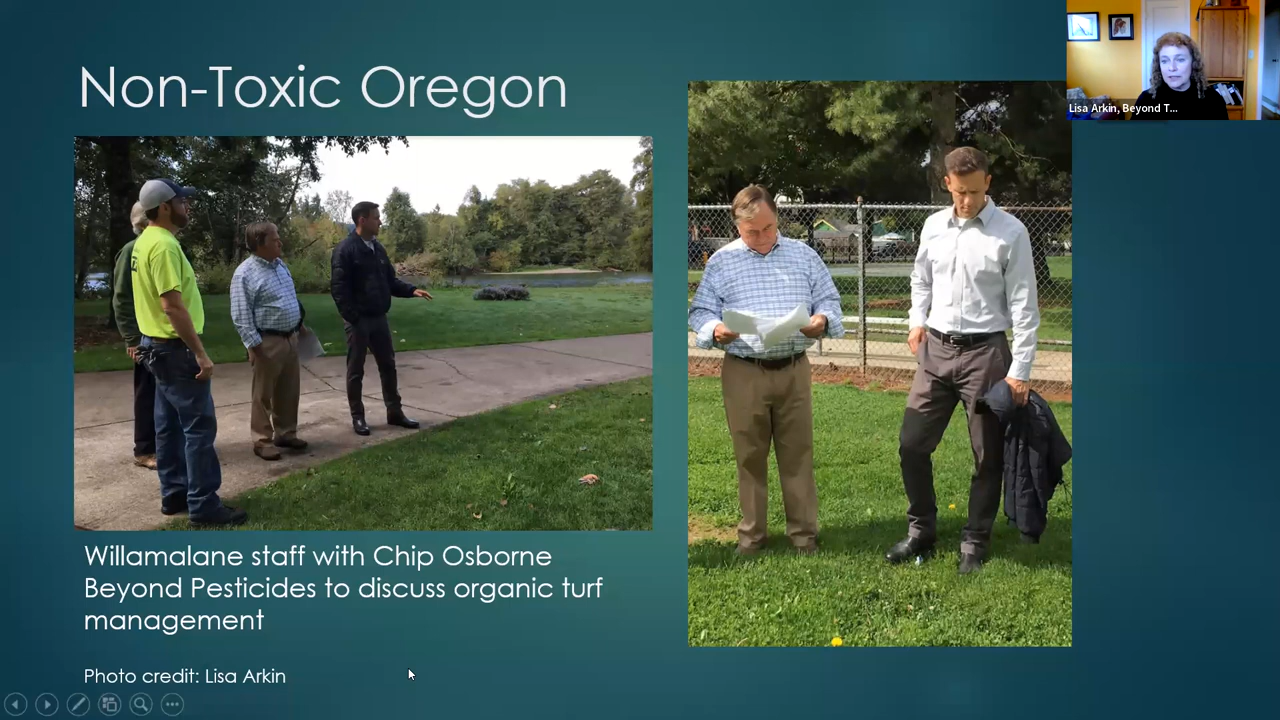 Non-Toxic Oregon
Lisa Arkin, Beyond T...
Willamalane staff with Chip Osborne
Beyond Pesticides to discuss organic turf
management
Photo credit: Lisa Arkin